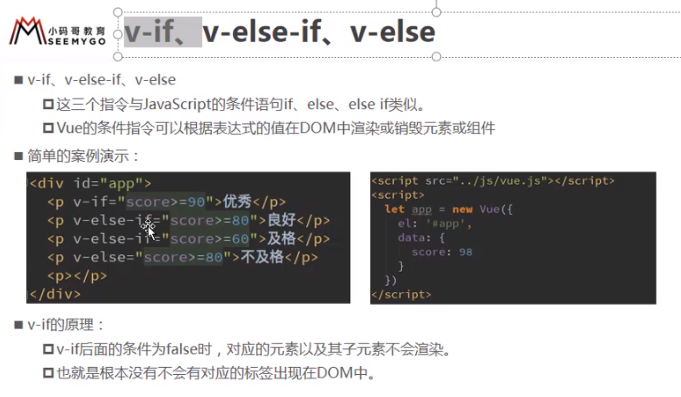 小码哥教育
SEEMYGO
v-if、v-else-if、v-else
v-if、v-else-if、v-else
这三个指令与JavaScript的条件语句if、else、else if类似。
Vue的条件指令可以根据表达式的值在DOM中渲染或销毁元素或组件
简单的案例演示：
<div id="app">
<p v-if="score>=90">优秀</p>
<p v-else-if="score>=80">良好</p>
<p v-else-if="score>=60">及格</p>
<p v-else="score>=80">不及格</p>
<p></p>
</div>
<script src="../js/vue.js"></script>
<script>
let app = new Vue({
el: '#app',
data: {
score: 98
}
})
</script>
v-if的原理：
v-if后面的条件为false时，对应的元素以及其子元素不会渲染。
也就是根本没有不会有对应的标签出现在DOM中。